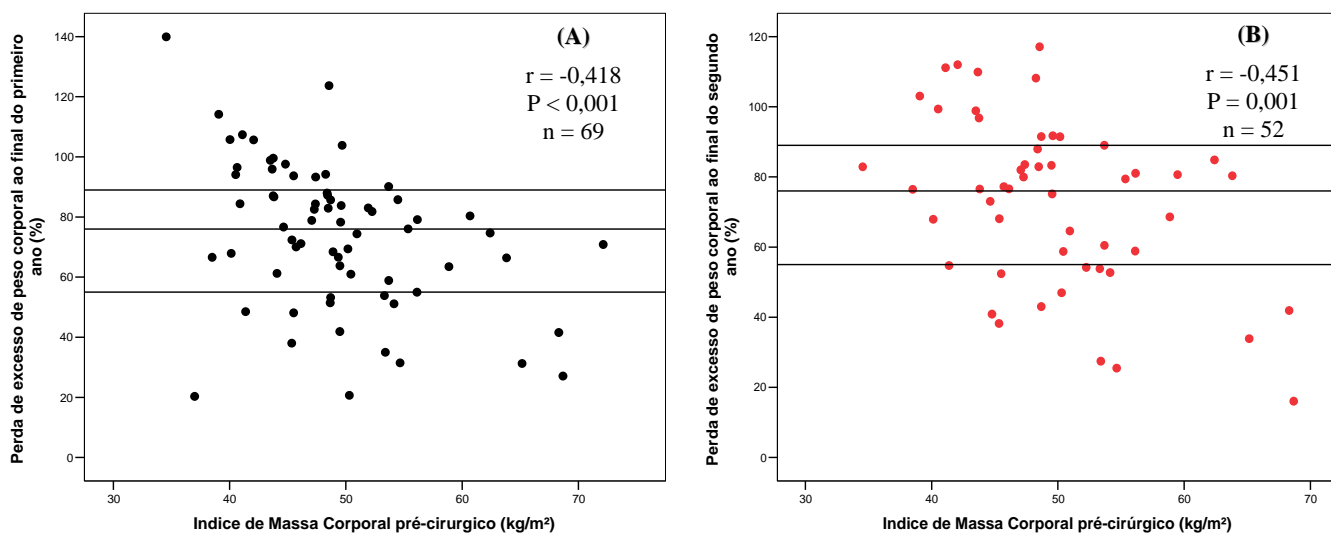 (A)
r = -0,418
P < 0,001
n = 69
Perda de excesso de peso corporal ao final do primeiro
ano (%)
140
120
100
80
60
40
20
0
30 40 50 60 70
Indice de Massa Corporal pré-cirurgico (kg/m²)
(B)
r = -0,451
P = 0,001
n = 52
Perda de excesso de peso corporal ao final do segundo
ano (%)
120
100
80
60
40
20
0
30 40 50 60 70
Indice de Massa Corporal pré-cirúrgico (kg/m²)